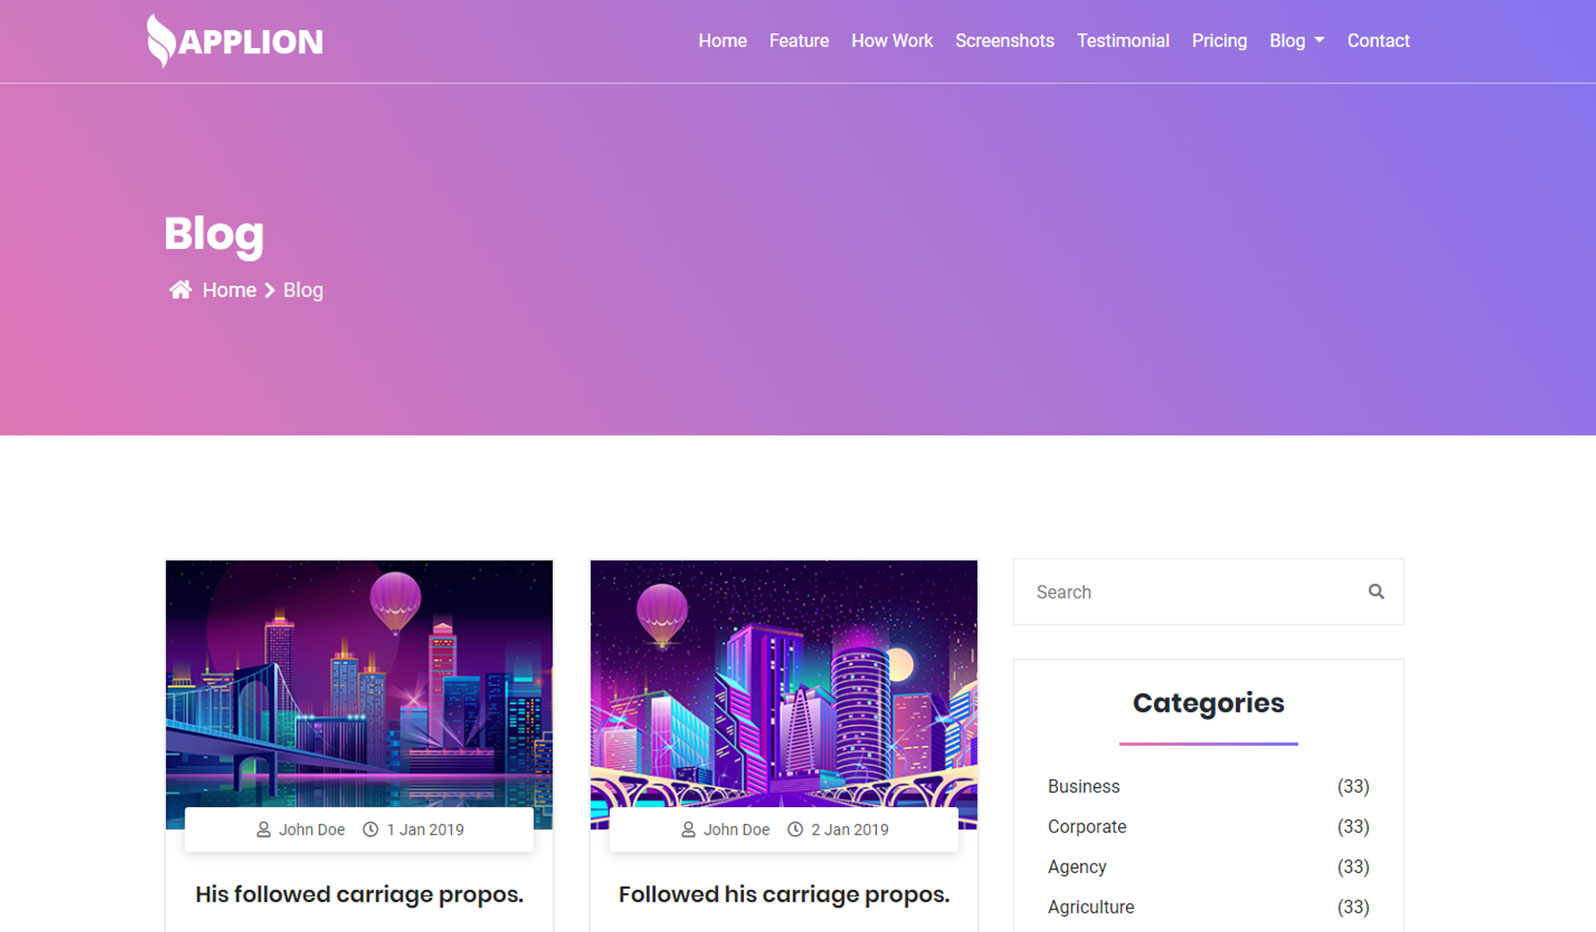 APPLION
Home Feature How Work Screenshots Testimonial Pricing Blog Contact
Blog
Home Blog
John Doe 1 Jan 2019
His followed carriage propos.
John Doe 2 Jan 2019
Followed his carriage propos.
Search
Categories
Business (33)
Corporate (33)
Agency (33)
Agriculture (33)